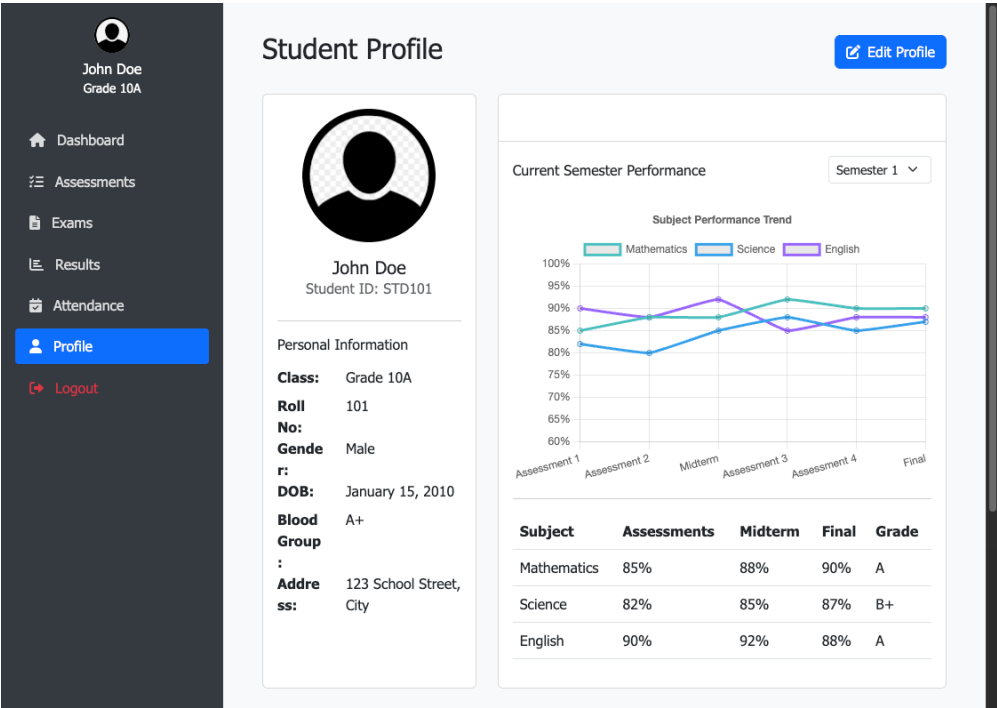 John Doe
Grade 10A
Dashboard
Assessments
Exams
Results
Attendance
Profile
Logout
Student Profile
Edit Profile
John Doe
Student ID: STD101
Personal Information
Class: Grade 10A
Roll 101
No:
Gende Male
r:
DOB: January 15, 2010
Blood A+
Group
:
Addre 123 School Street,
ss: City
Current Semester Performance Semester 1
Subject Performance Trend
Mathematics Science English
100%
95%
90%
85%
80%
75%
70%
65%
60%
Assessment 1 Assessment 2 Midterm Assessment 3 Assessment 4 Final
Subject Assessments Midterm Final Grade
Mathematics 85% 88% 90% A
Science 82% 85% 87% B+
English 90% 92% 88% A